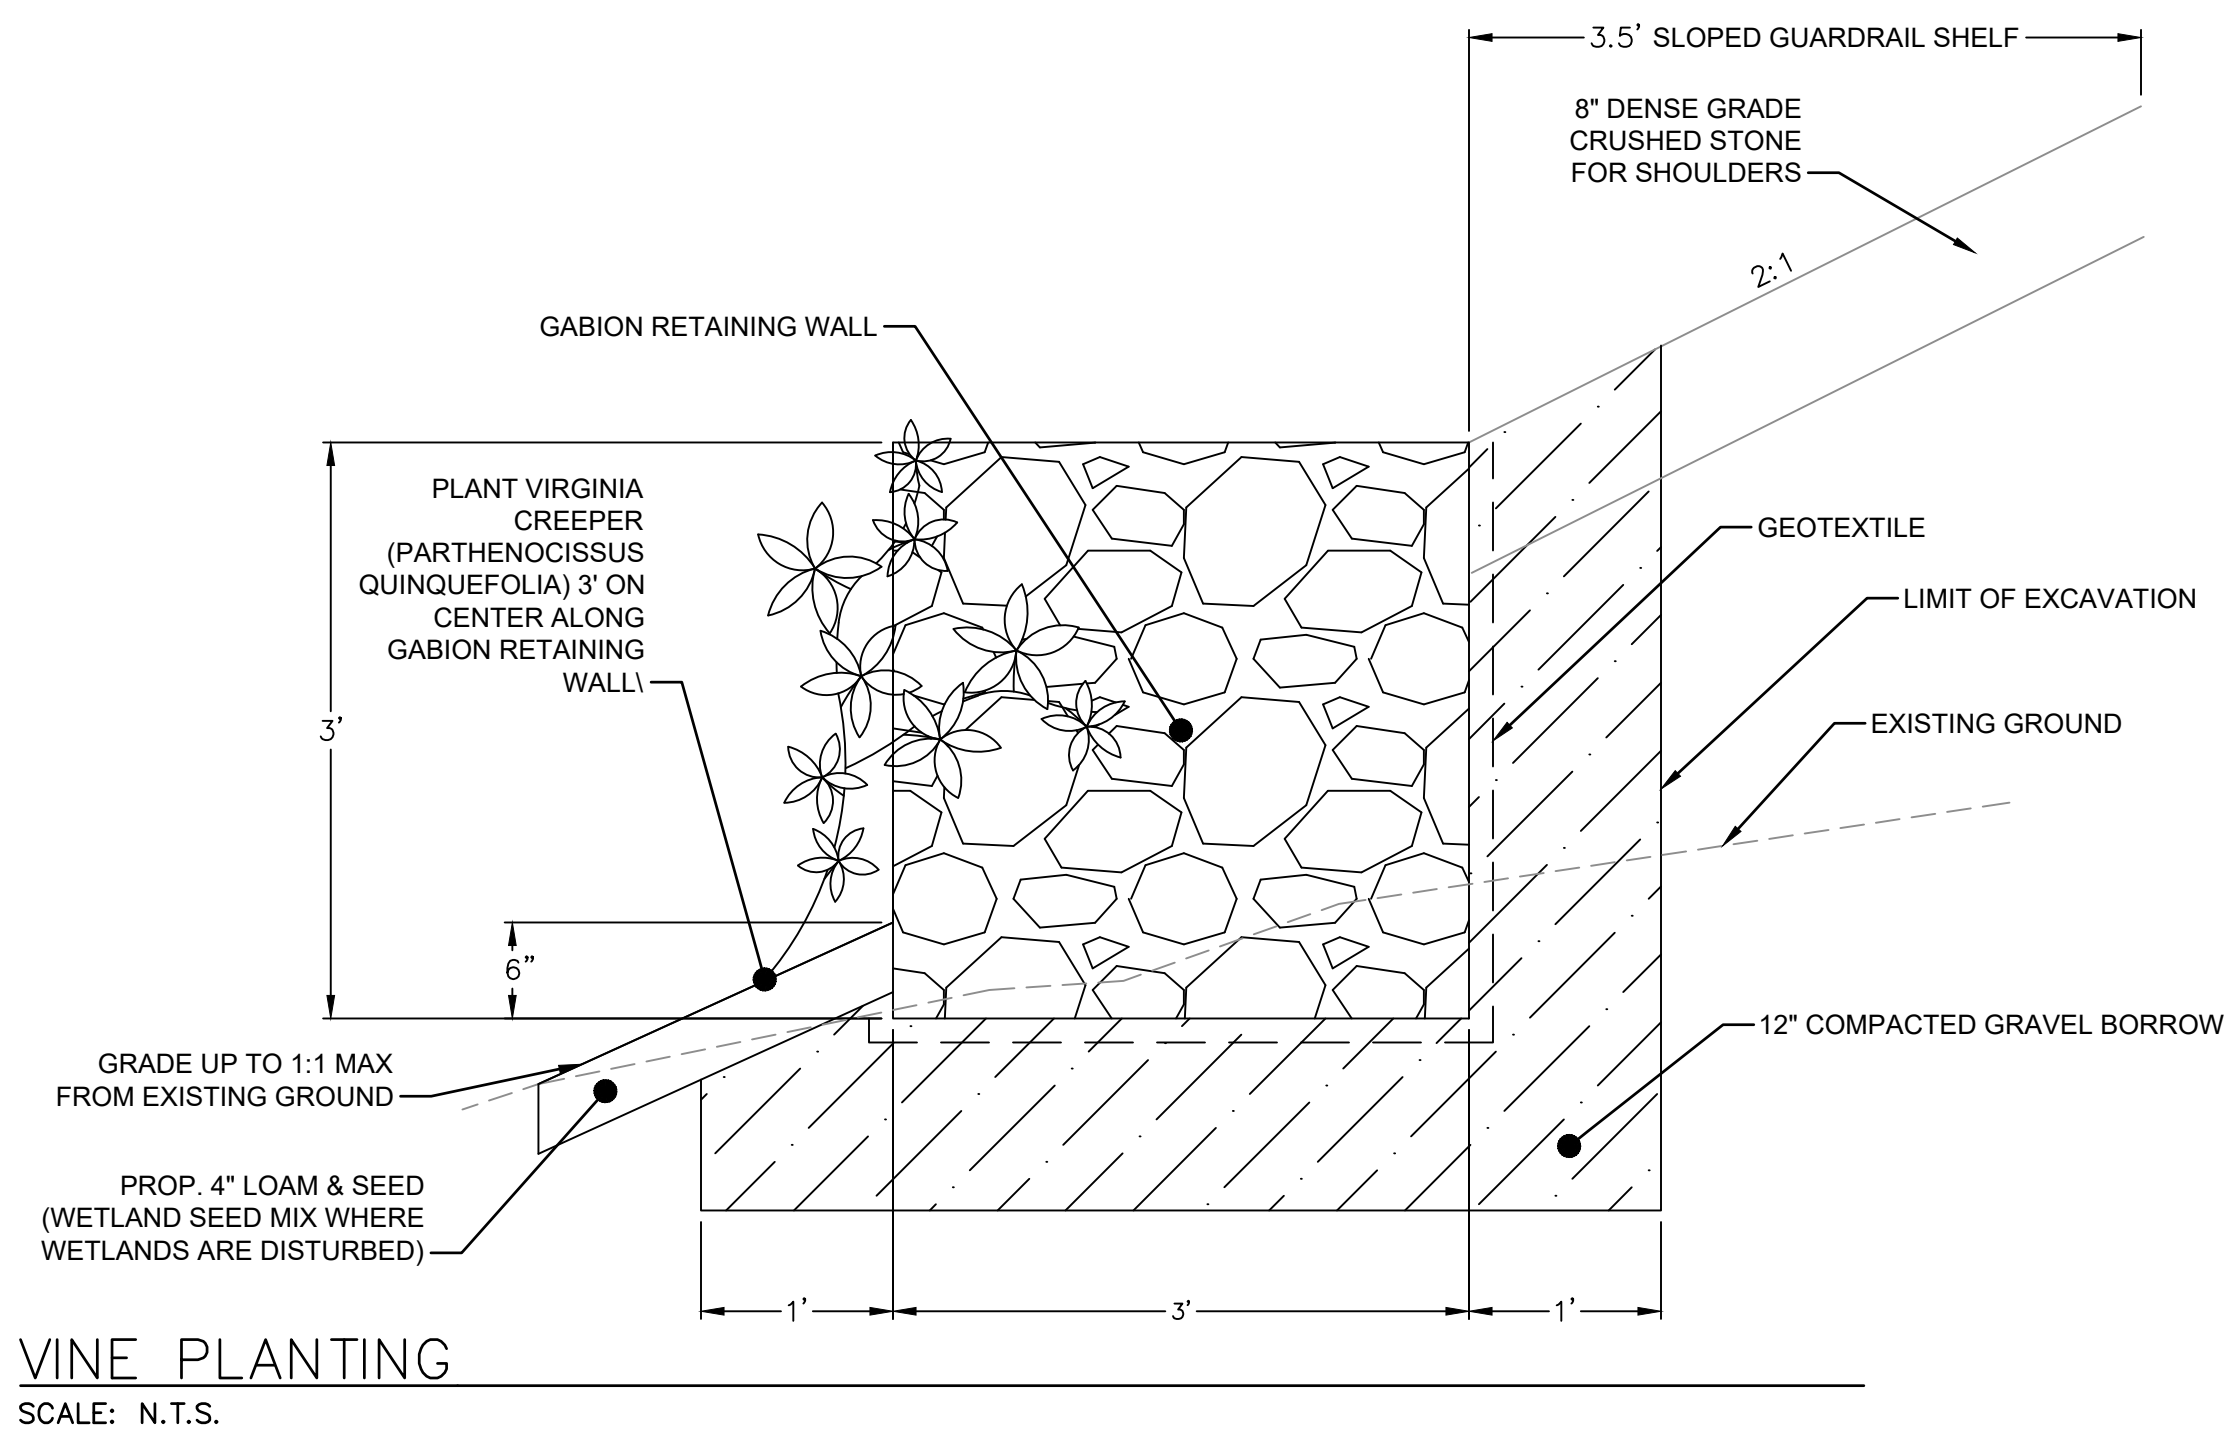 3.5’ SLOPED GUARDRAIL SHELF
8" DENSE GRADE
CRUSHED STONE
FOR SHOULDERS
2:1
GABION RETAINING WALL
PLANT VIRGINIA
CREEPER
(PARTHENOCISSUS
QUINQUEFOLIA) 3' ON
CENTER ALONG
GABION RETAINING
WALL\
GEOTEXTILE
LIMIT OF EXCAVATION
3’
EXISTING GROUND
6”
12" COMPACTED GRAVEL BORROW
GRADE UP TO 1:1 MAX
FROM EXISTING GROUND
PROP. 4" LOAM & SEED
(WETLAND SEED MIX WHERE
WETLANDS ARE DISTURBED)
1’
3’
1’
VINE PLANTING
SCALE: N.T.S.